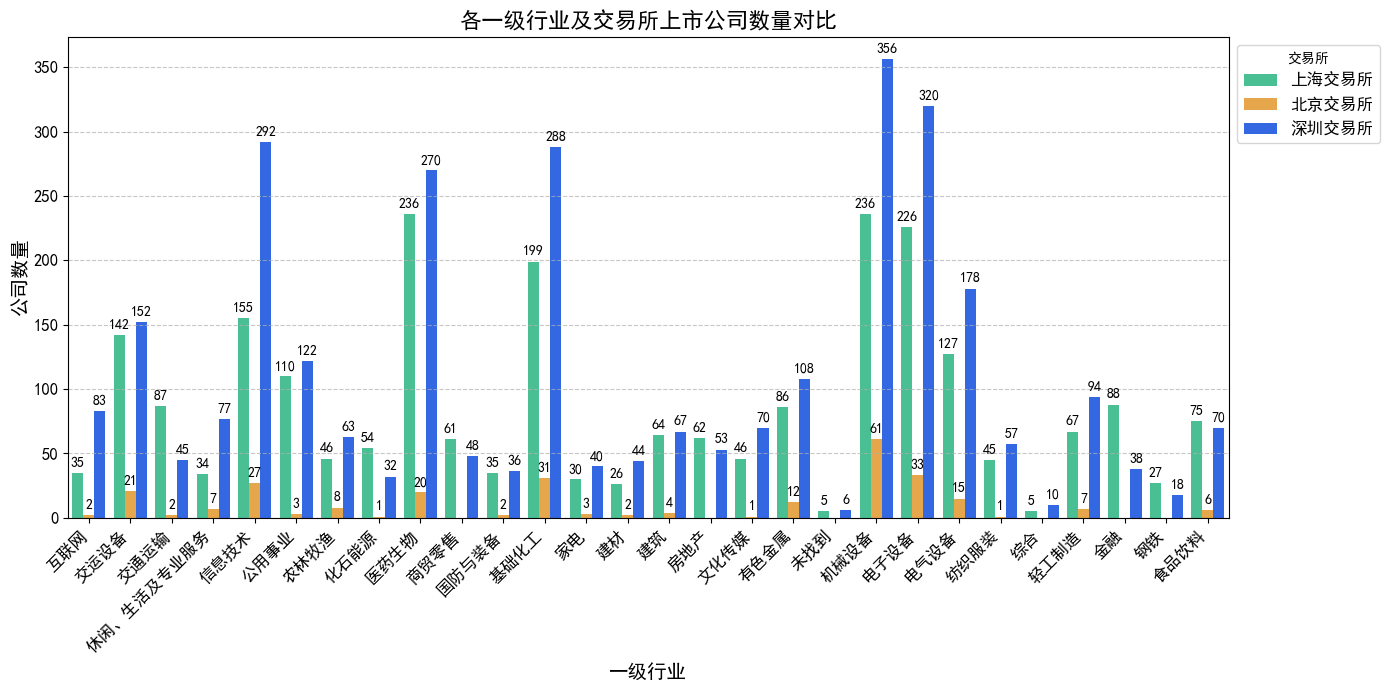 各一级行业及交易所上市公司数量对比
交易所
上海交易所
北京交易所
深圳交易所
公司数量
350
300
250
200
150
100
50
0
35 2 83
142 21 152
87 2 45
34 7 77
155 27 292
110 3 122
46 8 63
54 1 32
236 20 270
61 48
35 2 36
199 31 288
30 3 40
26 2 44
64 4 67
62 53
46 1 70
86 12 108
5 6
236 61 356
226 33 320
127 15 178
45 1 57
5 10
67 7 94
88 38
27 18
75 6 70
互联网
交运设备
交通运输
休闲、生活及专业服务
信息技术
公用事业
农林牧渔
化石能源
医药生物
商贸零售
国防与装备
基础化工
家电
建材
建筑
房地产
文化传媒
有色金属
未找到
机械设备
电子设备
电气设备
纺织服装
综合
轻工制造
金融
钢铁
食品饮料
一级行业